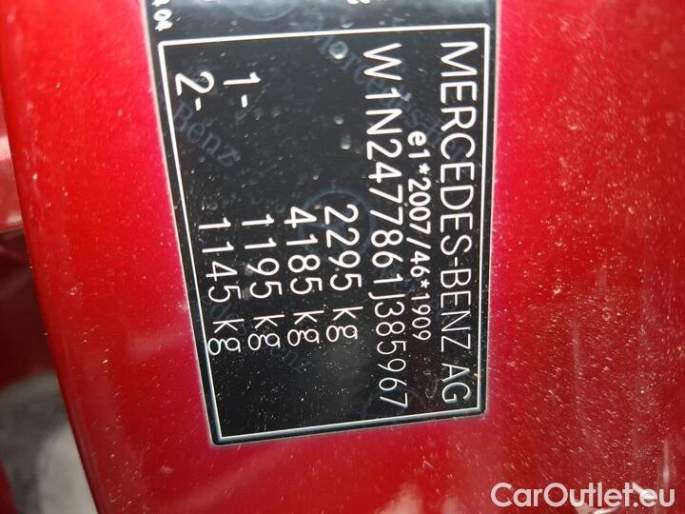 MERCEDES-BENZ AG
e1*2007/46*1909
W1N2477861J385967
2295 kg
4185 kg
1- 1195 kg
2- 1145 kg
CarOutlet.eu